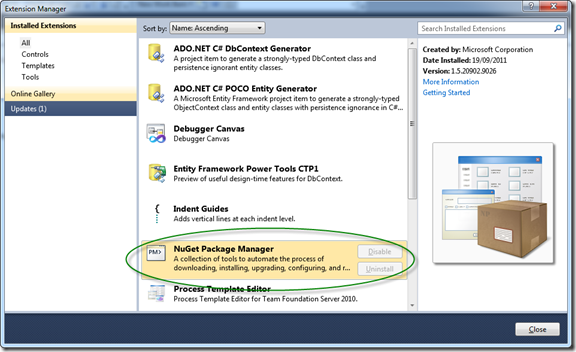 Extension Manager
Installed Extensions
All
Controls
Templates
Tools
Online Gallery
Updates (1)
Sort by: Name: Ascending
ADO.NET C# DbContext Generator
A project item to generate a strongly-typed DbContext class and
persistence ignorant entity classes.
ADO.NET C# POCO Entity Generator
A Microsoft Entity Framework project item to generate a strongly-typed
ObjectContext class and entity classes with persistence ignorance in C#...
Debugger Canvas
Debugger Canvas
Entity Framework Power Tools CTP1
Preview of useful design-time features for DbContext.
Indent Guides
Adds vertical lines at each indent level.
PM>
NuGet Package Manager
A collection of tools to automate the process of
downloading, installing, upgrading, configuring, and r...
Disable
Uninstall
Process Template Editor
Process Template Editor for Team Foundation Server 2010.
Search Installed Extensions
Created by: Microsoft Corporation
Date Installed: 19/09/2011
Version: 1.5.20902.9026
More Information
Getting Started
Close